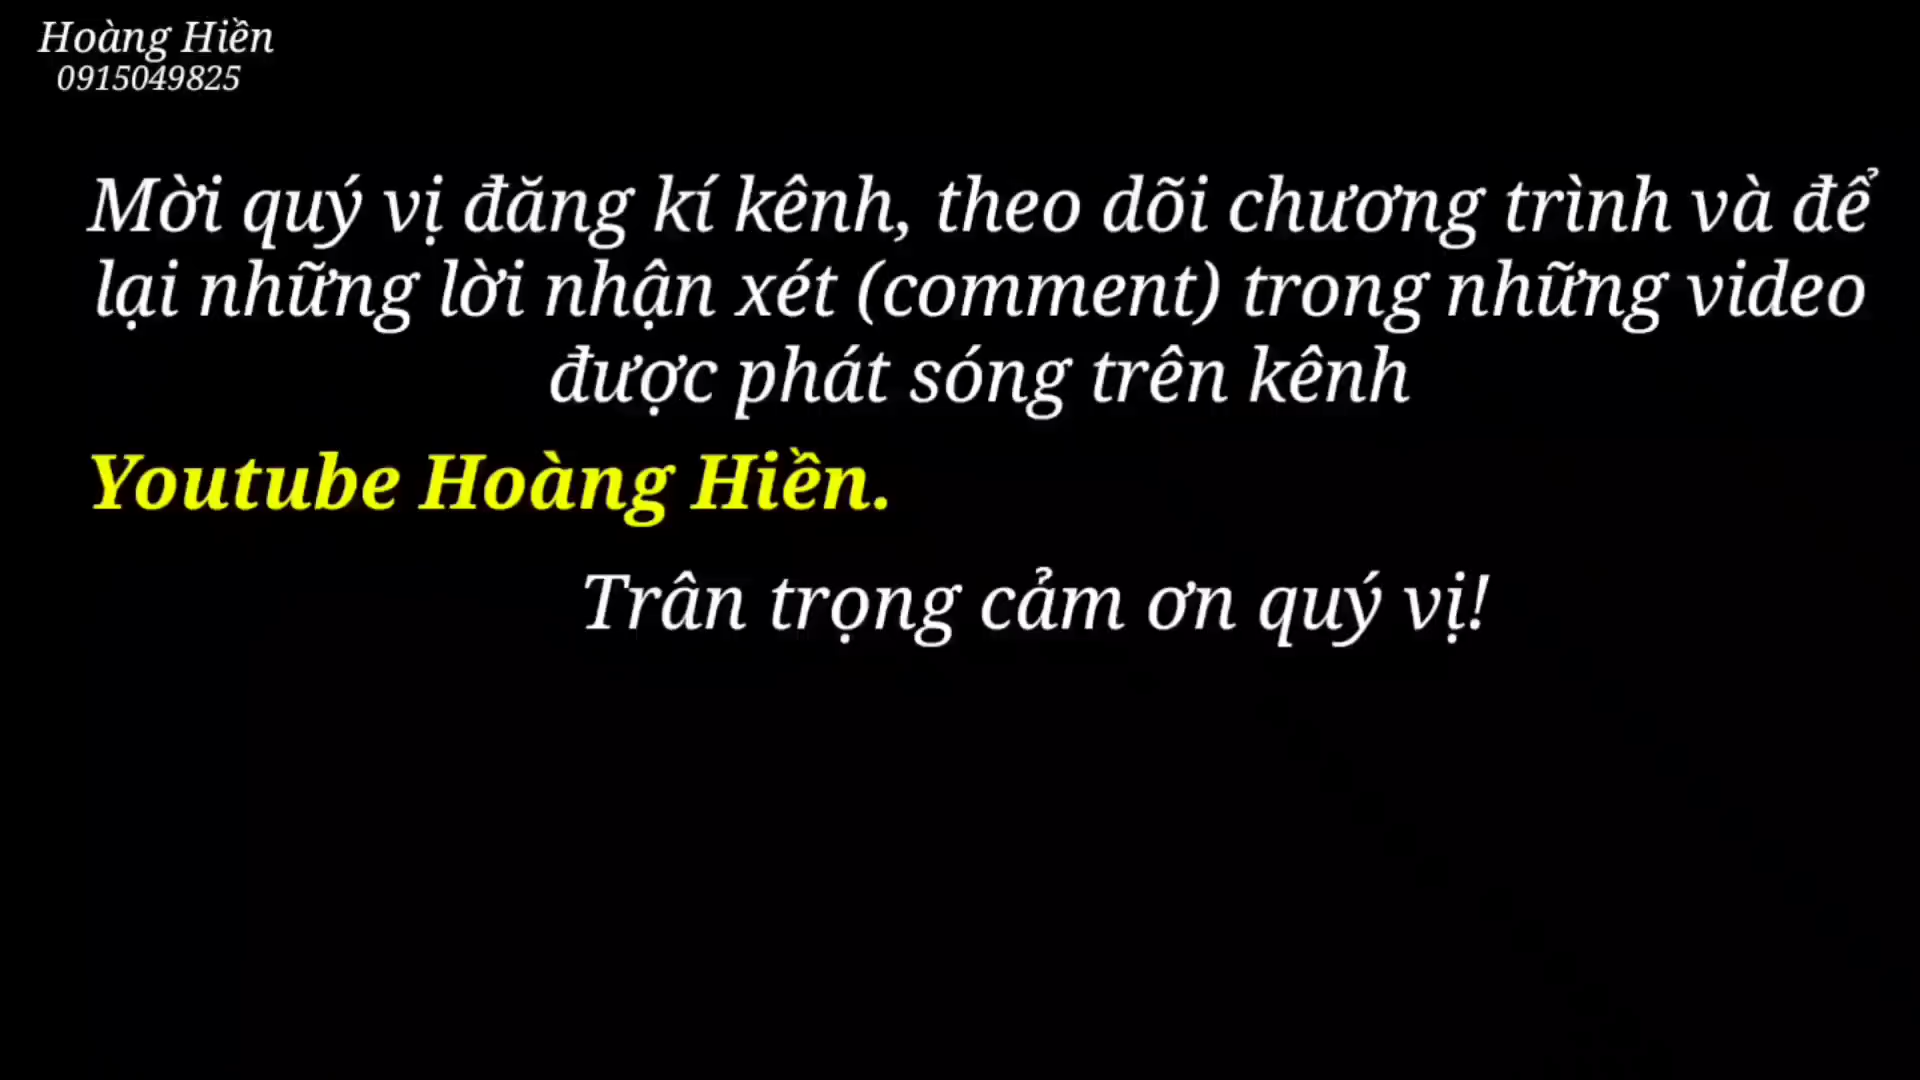 Hoàng Hiền
0915049825
Mời quý vị đăng kí kênh, theo dõi chương trình và để
lại những lời nhận xét (comment) trong những video
được phát sóng trên kênh
Youtube Hoàng Hiền.
Trân trọng cảm ơn quý vị!